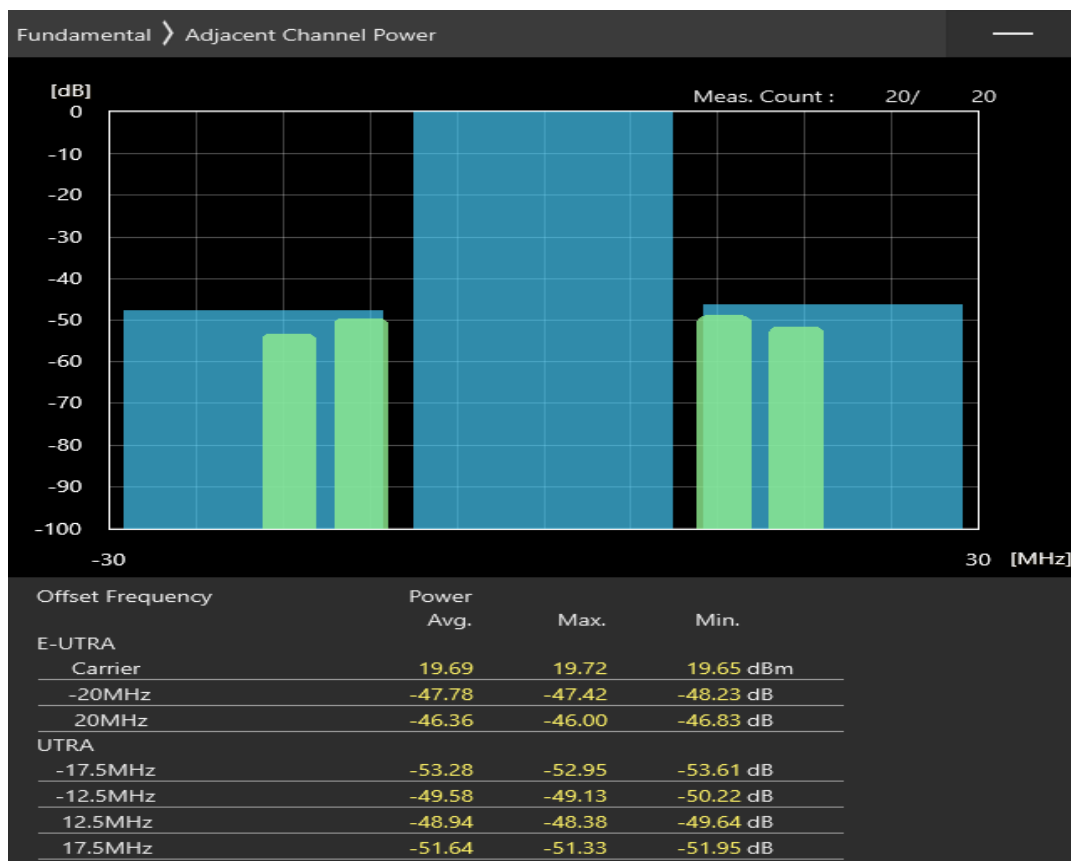 Fundamental ❯ Adjacent Channel Power
[dB]
Meas. Count : 20/ 20
0
-10
-20
-30
-40
-50
-60
-70
-80
-90
-100
-30 30 [MHz]
Offset Frequency Power
Avg. Max. Min.
E-UTRA
Carrier 19.69 19.72 19.65 dBm
-20MHz -47.78 -47.42 -48.23 dB
20MHz -46.36 -46.00 -46.83 dB
UTRA
-17.5MHz -53.28 -52.95 -53.61 dB
-12.5MHz -49.58 -49.13 -50.22 dB
12.5MHz -48.94 -48.38 -49.64 dB
17.5MHz -51.64 -51.33 -51.95 dB